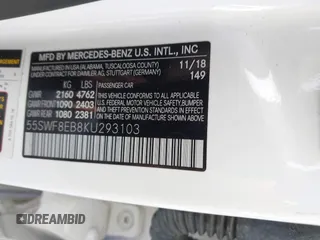 MFD BY MERCEDES-BENZ U.S. INTL., INC
MANUFACTURED IN USA (ALABAMA, TUSCALOOSA COUNTY) 11/18
UNDER CONTRACT FOR DAIMLER AG, STUTTGART (GERMANY) 149
KG LBS PASSENGER CAR
GVWR 2160 4762
GAWR FRONT 1090 2403
GAWR REAR 1080 2381
THIS VEHICLE CONFORMS TO ALL APPLICABLE
U.S. FEDERAL MOTOR VEHICLE SAFETY, BUMPER,
AND THEFT PREVENTION STANDARDS IN EFFECT
ON THE DATE OF MANUFACTURE SHOWN ABOVE.
55SWF8EB8KU293103
DREAMBID